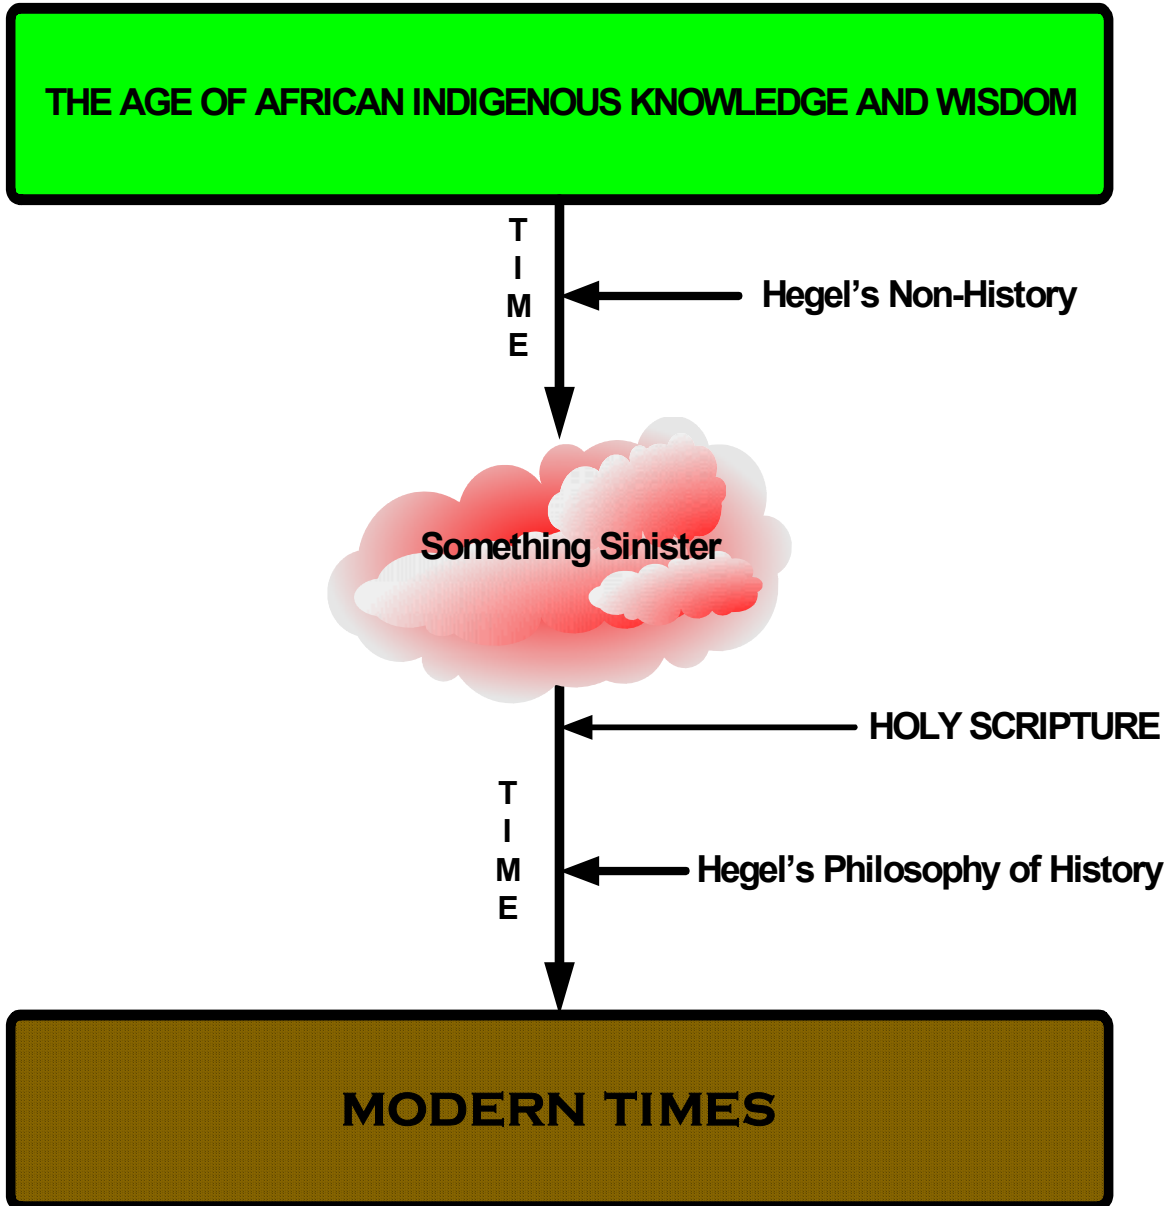 THE AGE OF AFRICAN INDIGENOUS KNOWLEDGE AND WISDOM
T
I
M
E
Hegel’s Non-History
Something Sinister
HOLY SCRIPTURE
T
I
M
E
Hegel’s Philosophy of History
MODERN TIMES